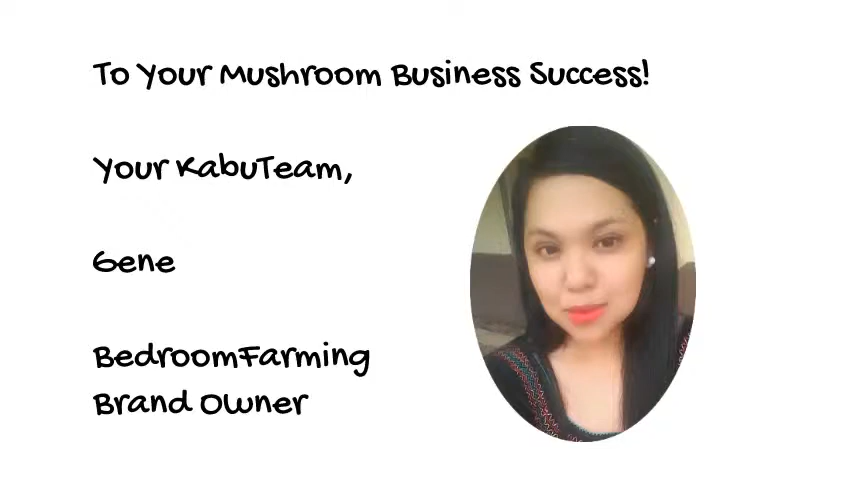 To Your Mushroom Business Success!
Your KabuTeam,
Gene
BedroomFarming
Brand Owner